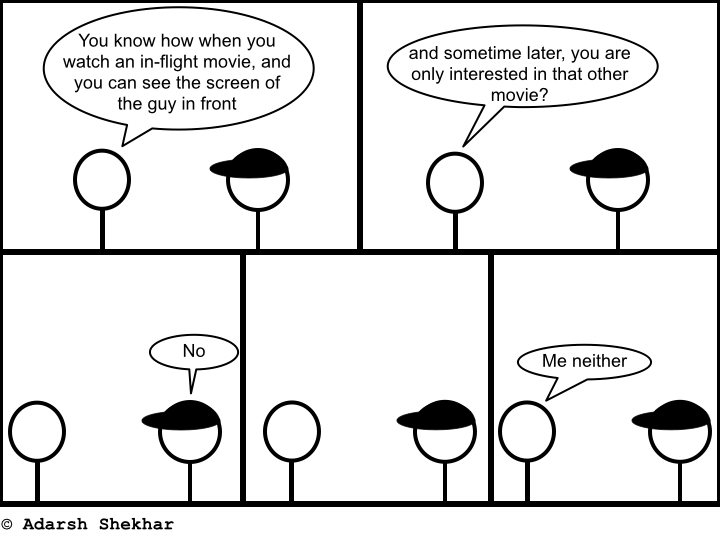 You know how when you
watch an in-flight movie, and
you can see the screen of
the guy in front
and sometime later, you are
only interested in that other
movie?
No
Me neither
© Adarsh Shekhar